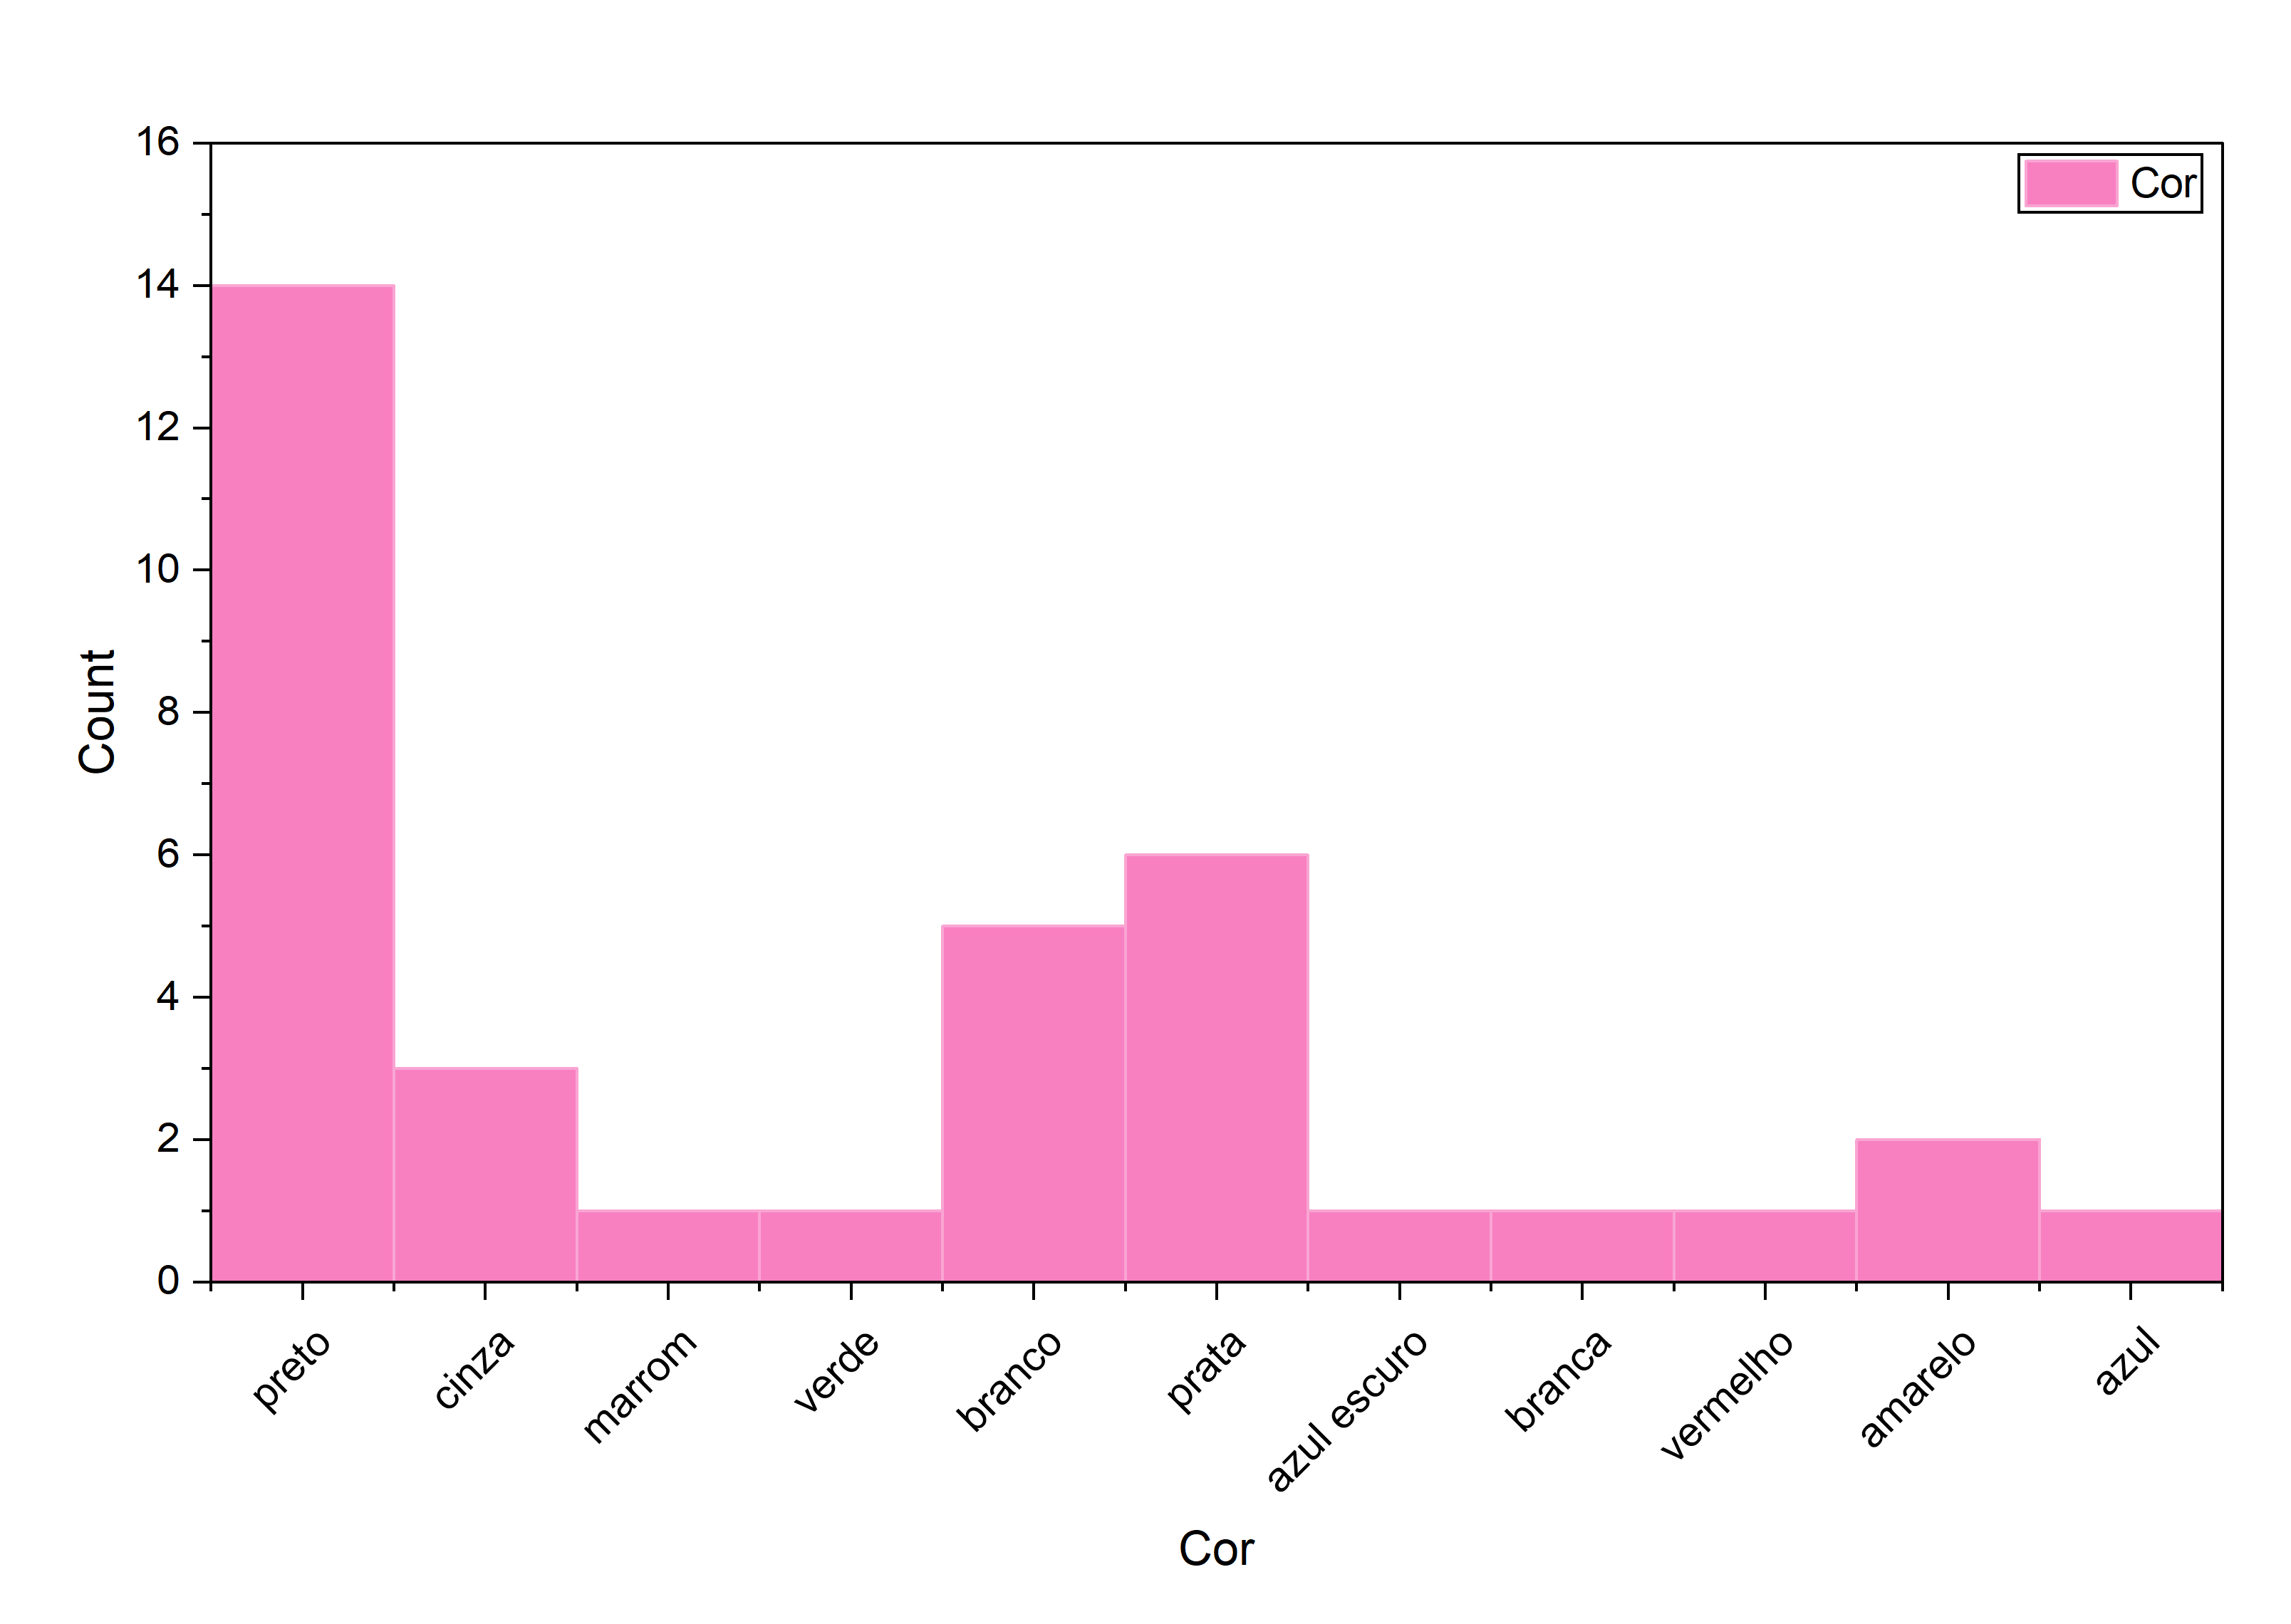 16
14
12
10
8
6
4
2
0
Count
Cor
preto
cinza
marrom
verde
branco
prata
azul escuro
branca
vermelho
amarelo
azul
Cor